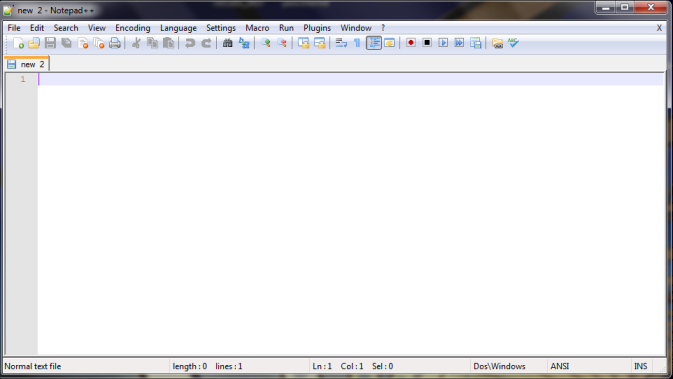 new 2 - Notepad++
File Edit Search View Encoding Language Settings Macro Run Plugins Window ? X
new 2
1
Normal text file length : 0 lines : 1 Ln : 1 Col : 1 Sel : 0 Dos\Windows ANSI INS